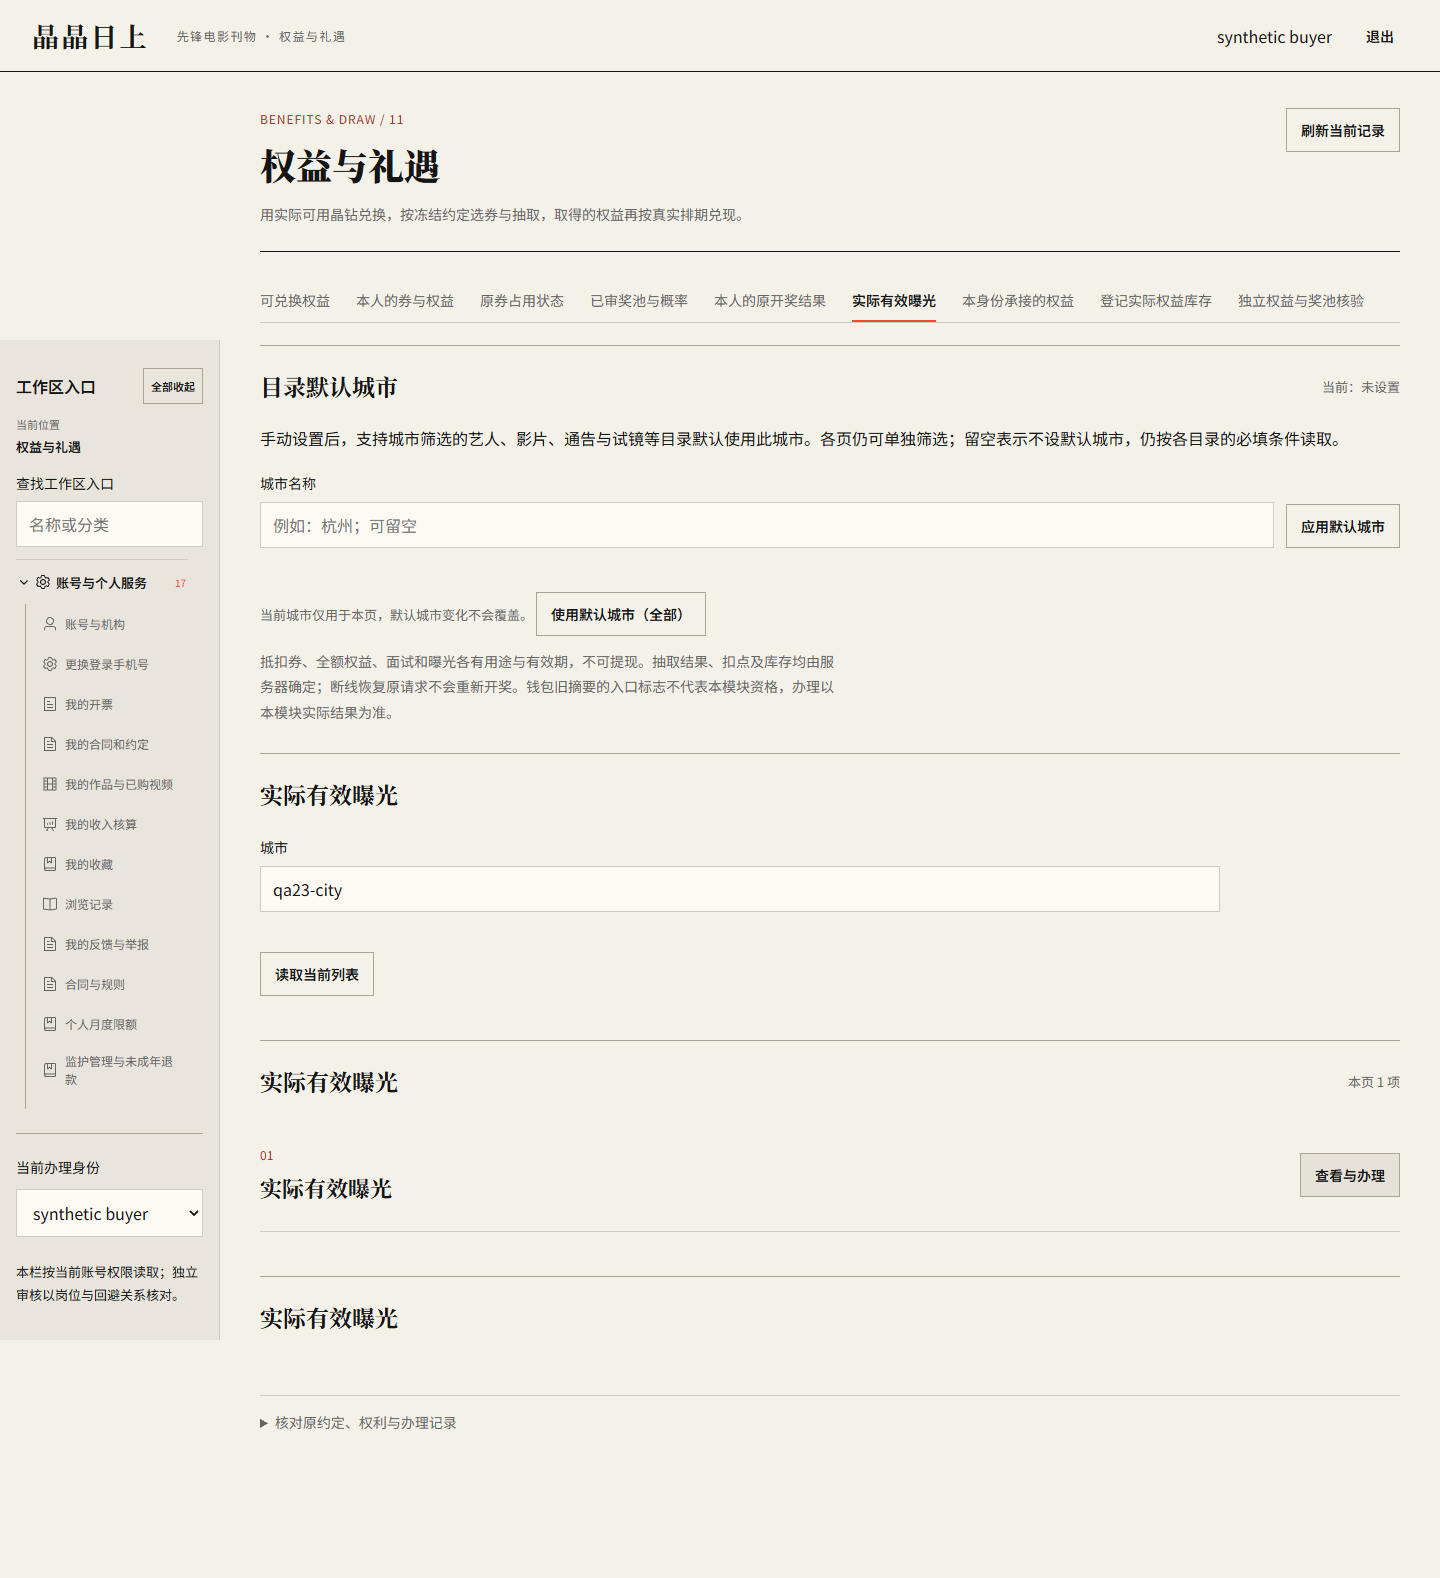 晶晶日上
先锋电影刊物 · 权益与礼遇
synthetic buyer
退出
BENEFITS & DRAW / 11
权益与礼遇
用实际可用晶钻兑换，按冻结约定选券与抽取，取得的权益再按真实排期兑现。
刷新当前记录
可兑换权益
本人的券与权益
原券占用状态
已审奖池与概率
本人的原开奖结果
实际有效曝光
本身份承接的权益
登记实际权益库存
独立权益与奖池核验
工作区入口
全部收起
当前位置
权益与礼遇
查找工作区入口
名称或分类
账号与个人服务
17
账号与机构
更换登录手机号
我的开票
我的合同和约定
我的作品与已购视频
我的收入核算
我的收藏
浏览记录
我的反馈与举报
合同与规则
个人月度限额
监护管理与未成年退
款
当前办理身份
synthetic buyer
本栏按当前账号权限读取；独立
审核以岗位与回避关系核对。
目录默认城市
当前：未设置
手动设置后，支持城市筛选的艺人、影片、通告与试镜等目录默认使用此城市。各页仍可单独筛选；留空表示不设默认城市，仍按各目录的必填条件读取。
城市名称
例如：杭州；可留空
应用默认城市
当前城市仅用于本页，默认城市变化不会覆盖。
使用默认城市（全部）
抵扣券、全额权益、面试和曝光各有用途与有效期，不可提现。抽取结果、扣点及库存均由服
务器确定；断线恢复原请求不会重新开奖。钱包旧摘要的入口标志不代表本模块资格，办理以
本模块实际结果为准。
实际有效曝光
城市
qa23-city
读取当前列表
实际有效曝光
本页 1 项
01
实际有效曝光
查看与办理
实际有效曝光
核对原约定、权利与办理记录